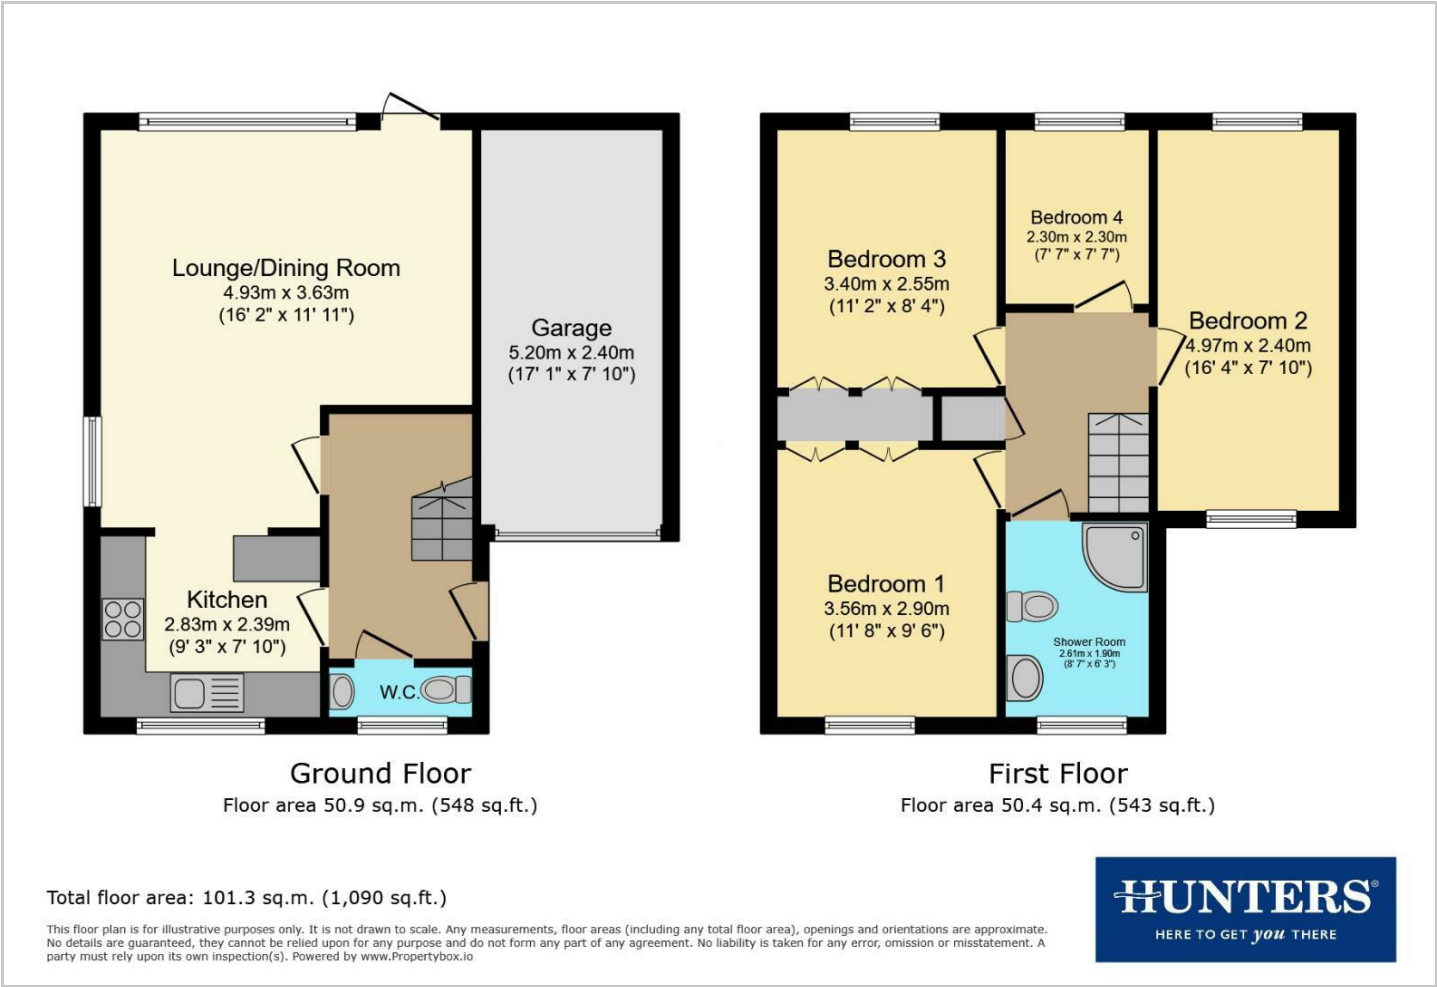 Lounge/Dining Room
4.93m x 3.63m
(16' 2" x 11' 11")
Garage
5.20m x 2.40m
(17' 1" x 7' 10")
Kitchen
2.83m x 2.39m
(9' 3" x 7' 10")
W.C.
Ground Floor
Floor area 50.9 sq.m. (548 sq.ft.)
Bedroom 3
3.40m x 2.55m
(11' 2" x 8' 4")
Bedroom 4
2.30m x 2.30m
(7' 7" x 7' 7")
Bedroom 2
4.97m x 2.40m
(16' 4" x 7' 10")
Bedroom 1
3.56m x 2.90m
(11' 8" x 9' 6")
Shower Room
2.61m x 1.90m
(8' 7" x 6' 3")
First Floor
Floor area 50.4 sq.m. (543 sq.ft.)
Total floor area: 101.3 sq.m. (1,090 sq.ft.)
This floor plan is for illustrative purposes only. It is not drawn to scale. Any measurements, floor areas (including any total floor area), openings and orientations are approximate.
No details are guaranteed, they cannot be relied upon for any purpose and do not form any part of any agreement. No liability is taken for any error, omission or misstatement. A
party must rely upon its own inspection(s). Powered by www.Propertybox.io
HUNTERS®
HERE TO GET you THERE